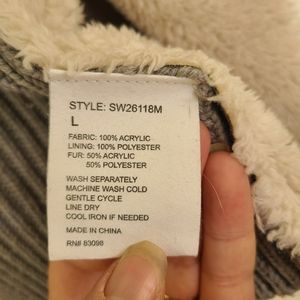 STYLE: SW26118M
L
FABRIC: 100% ACRYLIC
LINING: 100% POLYESTER
FUR: 50% ACRYLIC
50% POLYESTER
WASH SEPARATELY
MACHINE WASH COLD
GENTLE CYCLE
LINE DRY
COOL IRON IF NEEDED
MADE IN CHINA
RN# 83098